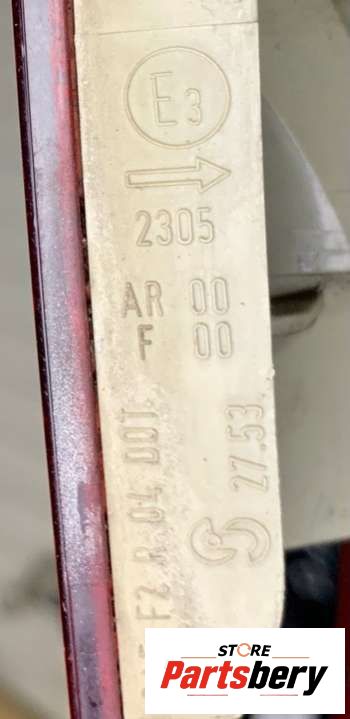 E3
2305
AR 00
F 00
27.53
F2 R 04 DOT
STORE
Partsbery